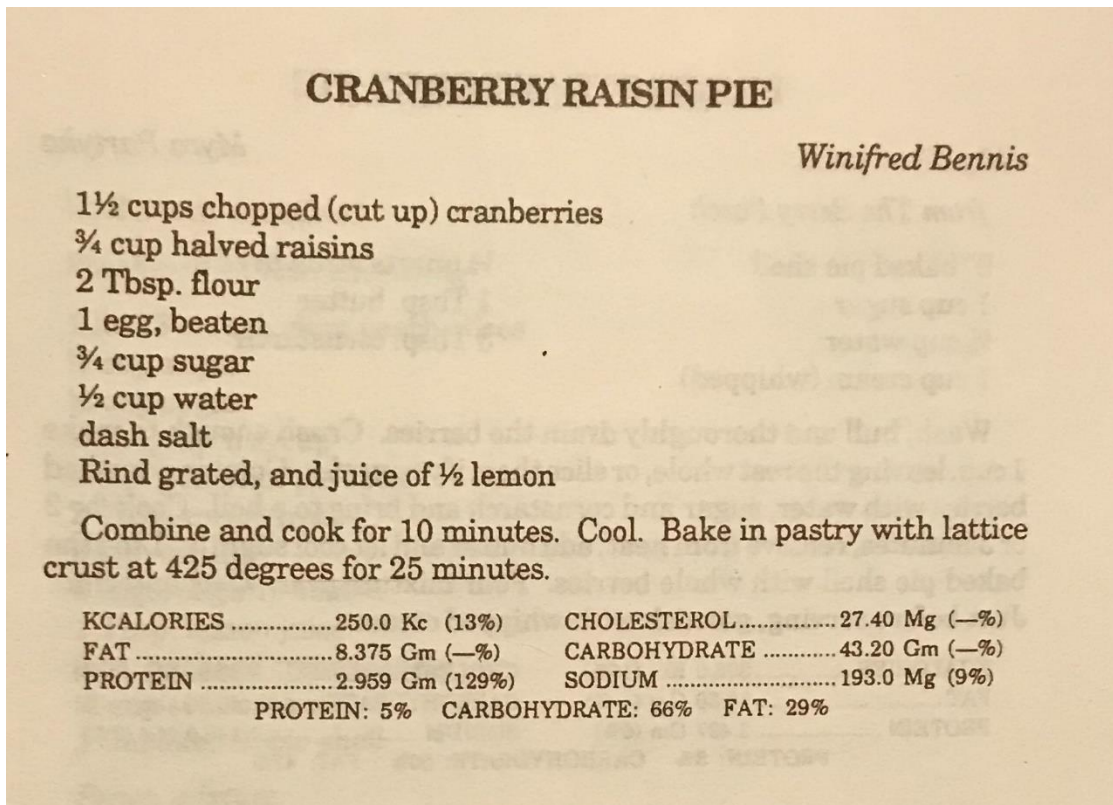 CRANBERRY RAISIN PIE
Winifred Bennis
1½ cups chopped (cut up) cranberries
¾ cup halved raisins
2 Tbsp. flour
1 egg, beaten
¾ cup sugar
½ cup water
dash salt
Rind grated, and juice of ½ lemon
Combine and cook for 10 minutes. Cool. Bake in pastry with lattice
crust at 425 degrees for 25 minutes.
KCALORIES ............... 250.0 Kc (13%) CHOLESTEROL............... 27.40 Mg (—%)
FAT ............................. 8.375 Gm (—%) CARBOHYDRATE ........... 43.20 Gm (—%)
PROTEIN .................... 2.959 Gm (129%) SODIUM ......................... 193.0 Mg (9%)
PROTEIN: 5% CARBOHYDRATE: 66% FAT: 29%